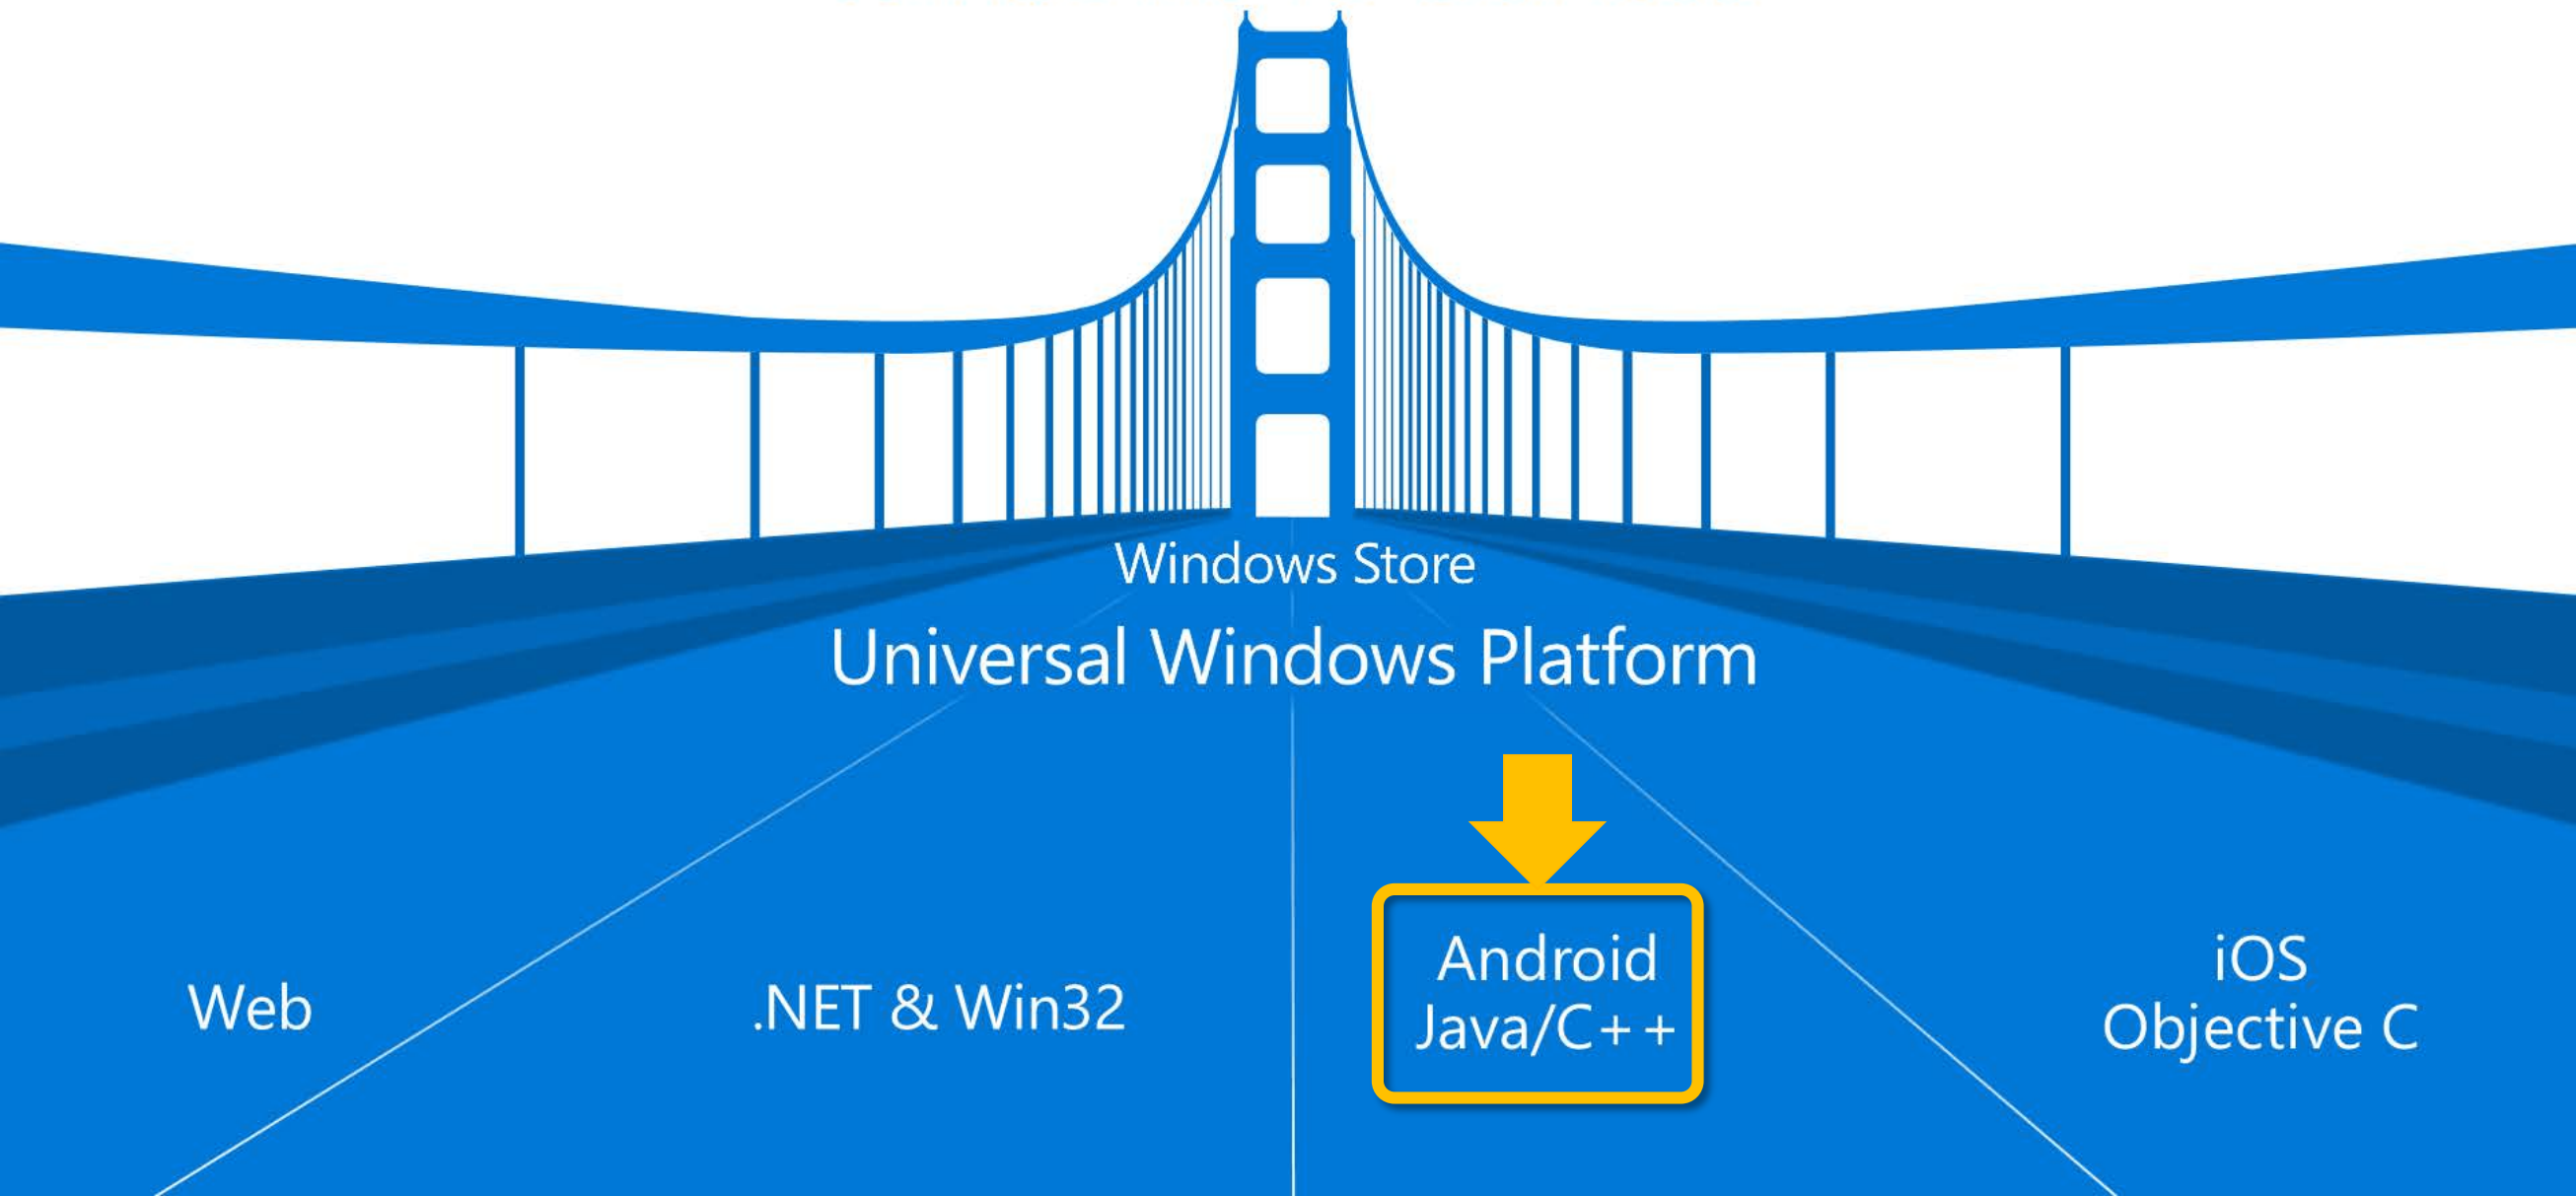 Windows Store
Universal Windows Platform
Web
.NET & Win32
Android
Java/C++
iOS
Objective C